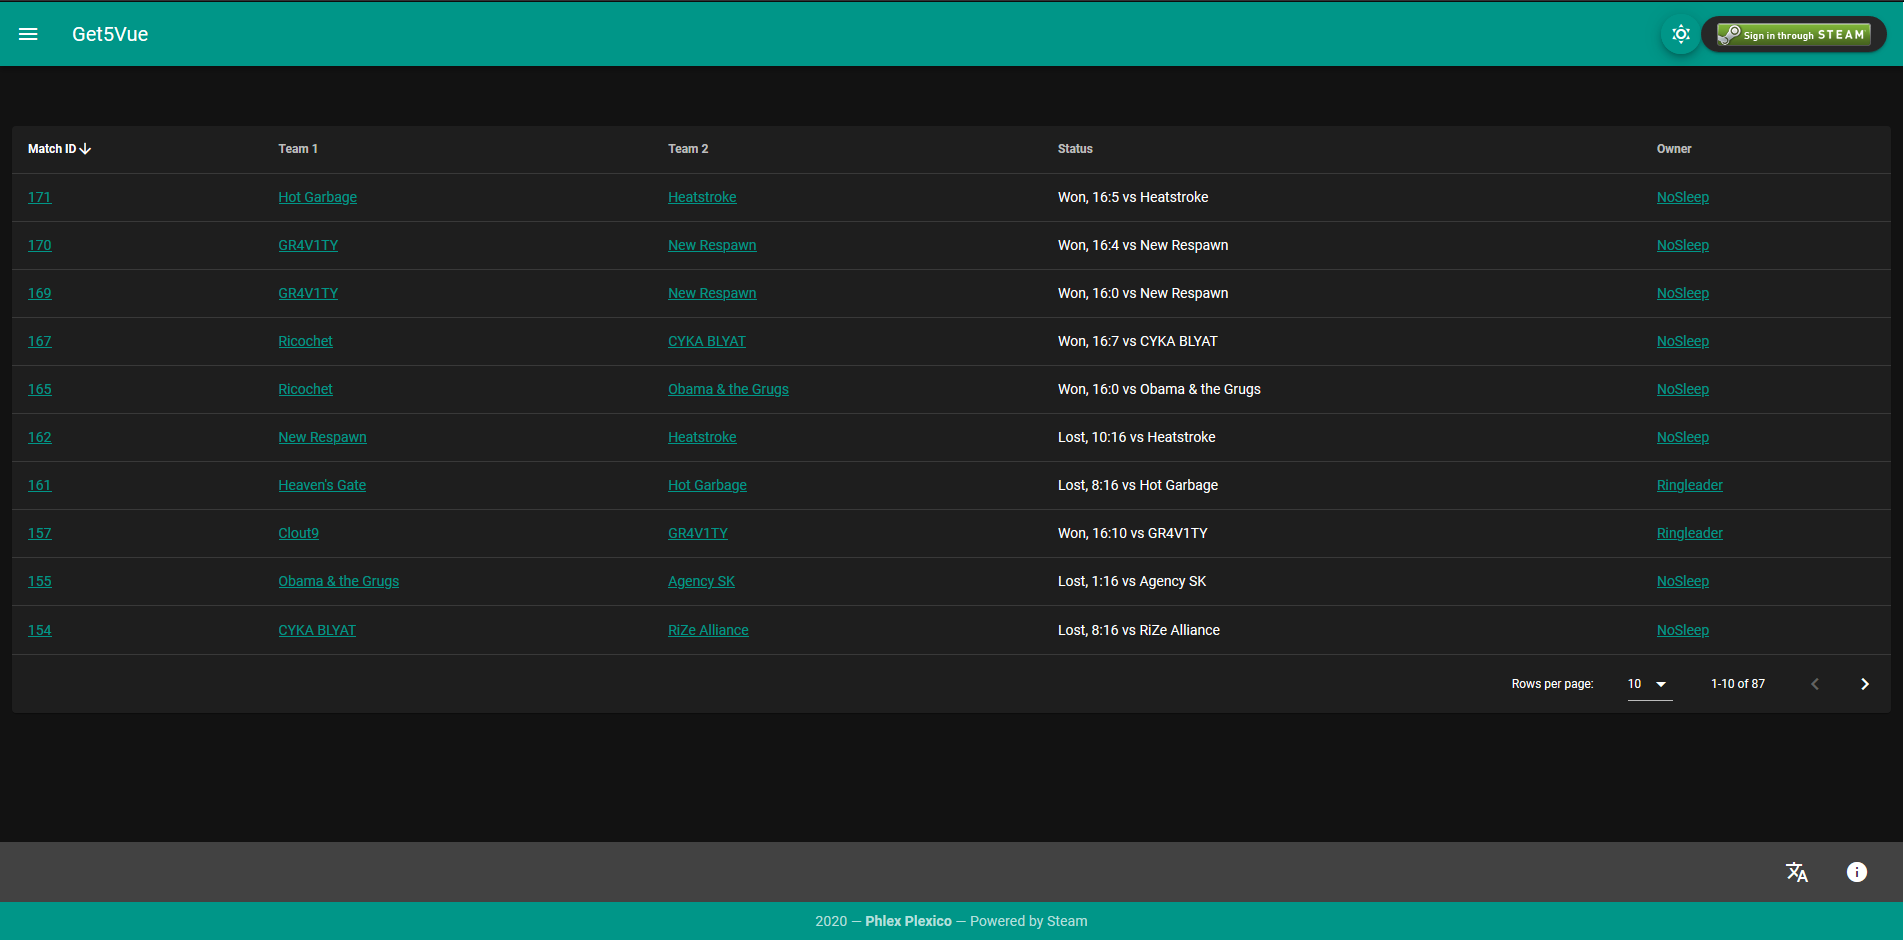 Get5Vue
Sign in through STEAM
Match ID Team 1 Team 2 Status Owner
171 Hot Garbage Heatstroke Won, 16:5 vs Heatstroke NoSleep
170 GR4V1TY New Respawn Won, 16:4 vs New Respawn NoSleep
169 GR4V1TY New Respawn Won, 16:0 vs New Respawn NoSleep
167 Ricochet CYKA BLYAT Won, 16:7 vs CYKA BLYAT NoSleep
165 Ricochet Obama & the Grugs Won, 16:0 vs Obama & the Grugs NoSleep
162 New Respawn Heatstroke Lost, 10:16 vs Heatstroke NoSleep
161 Heaven's Gate Hot Garbage Lost, 8:16 vs Hot Garbage Ringleader
157 Clout9 GR4V1TY Won, 16:10 vs GR4V1TY Ringleader
155 Obama & the Grugs Agency SK Lost, 1:16 vs Agency SK NoSleep
154 CYKA BLYAT RiZe Alliance Lost, 8:16 vs RiZe Alliance NoSleep
Rows per page: 10 1-10 of 87
2020 — Phlex Plexico — Powered by Steam